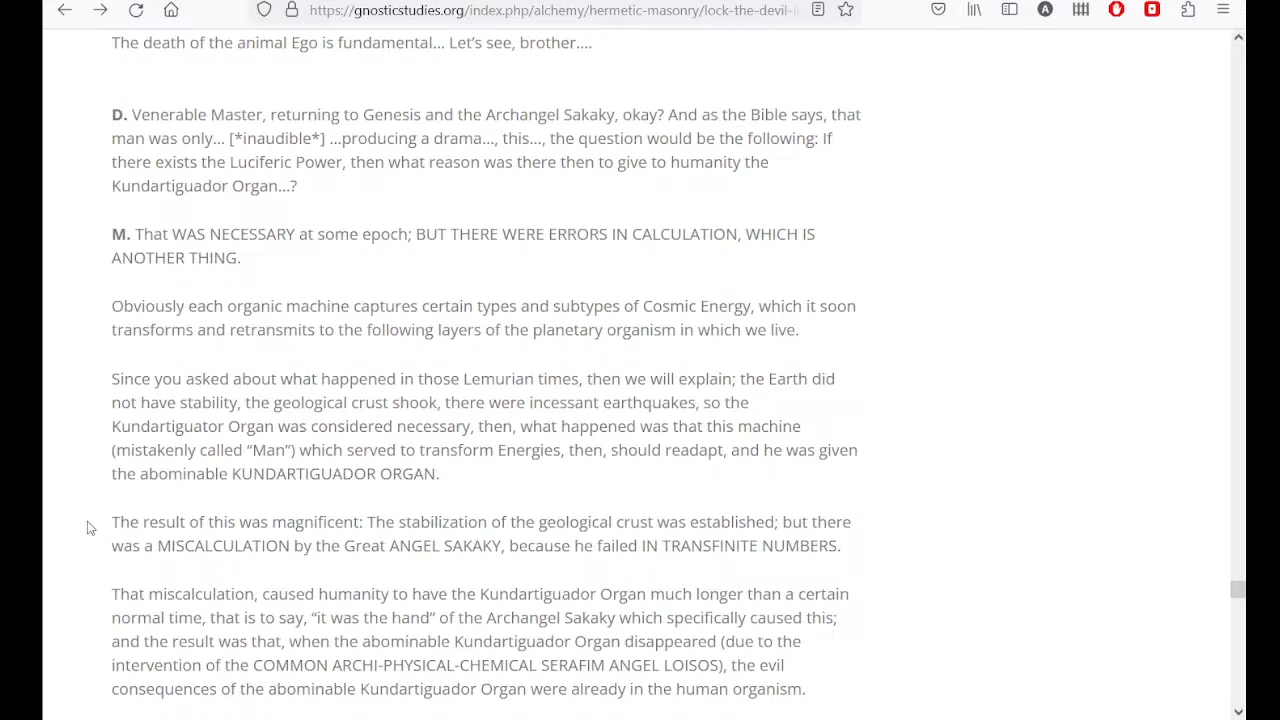 https://gnosticstudies.org/index.php/alchemy/hermetic-masonry/lock-the-devil-i
The death of the animal Ego is fundamental... Let's see, brother....
D. Venerable Master, returning to Genesis and the Archangel Sakaky, okay? And as the Bible says, that
man was only... [*inaudible*] ...producing a drama..., this..., the question would be the following: If
there exists the Luciferic Power, then what reason was there then to give to humanity the
Kundartiguador Organ...?
M. That WAS NECESSARY at some epoch; BUT THERE WERE ERRORS IN CALCULATION, WHICH IS
ANOTHER THING.
Obviously each organic machine captures certain types and subtypes of Cosmic Energy, which it soon
transforms and retransmits to the following layers of the planetary organism in which we live.
Since you asked about what happened in those Lemurian times, then we will explain; the Earth did
not have stability, the geological crust shook, there were incessant earthquakes, so the
Kundartiguator Organ was considered necessary, then, what happened was that this machine
(mistakenly called “Man”) which served to transform Energies, then, should readapt, and he was given
the abominable KUNDARTIGUADOR ORGAN.
The result of this was magnificent: The stabilization of the geological crust was established; but there
was a MISCALCULATION by the Great ANGEL SAKAKY, because he failed IN TRANSFINITE NUMBERS.
That miscalculation, caused humanity to have the Kundartiguador Organ much longer than a certain
normal time, that is to say, “it was the hand” of the Archangel Sakaky which specifically caused this;
and the result was that, when the abominable Kundartiguador Organ disappeared (due to the
intervention of the COMMON ARCHI-PHYSICAL-CHEMICAL SERAFIM ANGEL LOISOS), the evil
consequences of the abominable Kundartiguador Organ were already in the human organism.